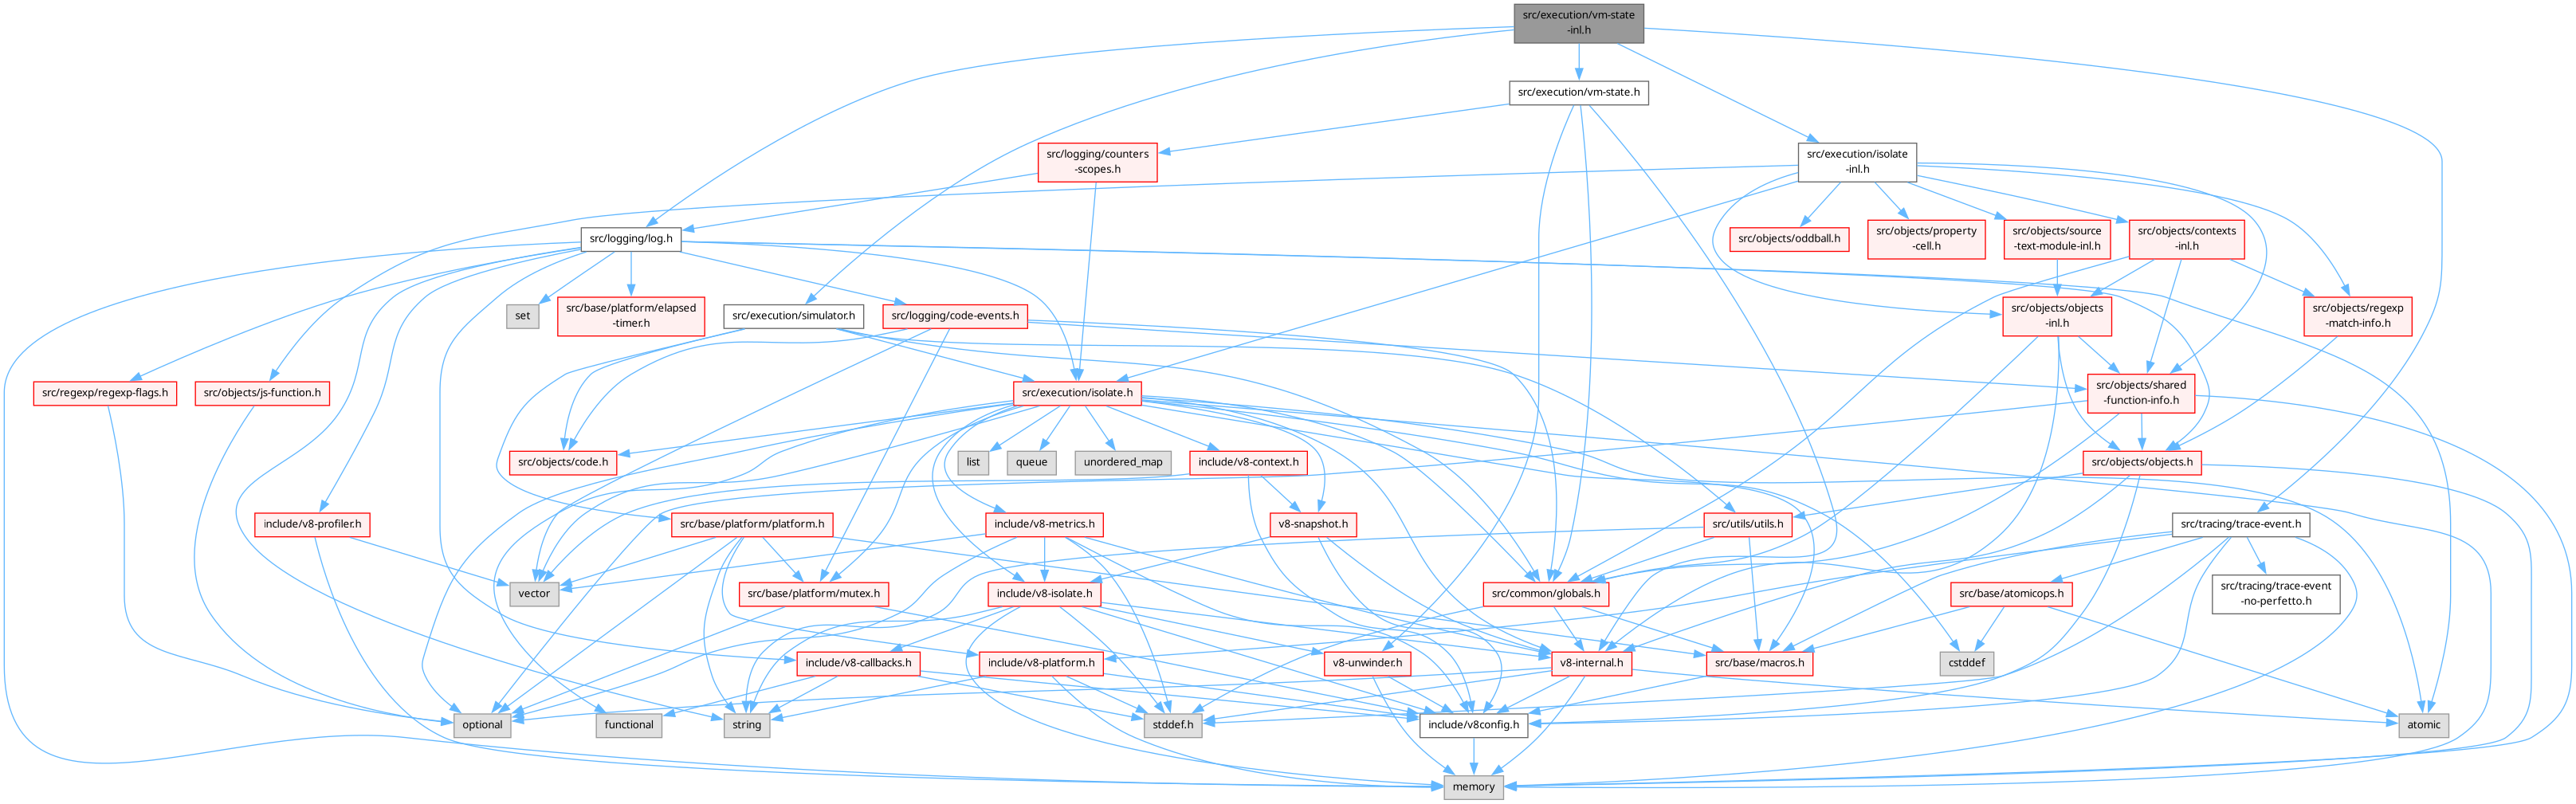 src/execution/vm-state
-inl.h
src/execution/vm-state.h
src/logging/counters
-scopes.h
src/execution/isolate
-inl.h
src/logging/log.h
src/objects/oddball.h
src/objects/property
-cell.h
src/objects/source
-text-module-inl.h
src/objects/contexts
-inl.h
set
src/base/platform/elapsed
-timer.h
src/execution/simulator.h
src/logging/code-events.h
src/objects/objects
-inl.h
src/objects/regexp
-match-info.h
src/regexp/regexp-flags.h
src/objects/js-function.h
src/execution/isolate.h
src/objects/shared
-function-info.h
src/objects/code.h
list
queue
unordered_map
include/v8-context.h
src/objects/objects.h
include/v8-profiler.h
src/base/platform/platform.h
include/v8-metrics.h
v8-snapshot.h
src/utils/utils.h
src/tracing/trace-event.h
vector
src/base/platform/mutex.h
include/v8-isolate.h
src/common/globals.h
src/base/atomicops.h
src/tracing/trace-event
-no-perfetto.h
include/v8-callbacks.h
include/v8-platform.h
v8-unwinder.h
v8-internal.h
src/base/macros.h
cstddef
optional
functional
string
stddef.h
include/v8config.h
atomic
memory